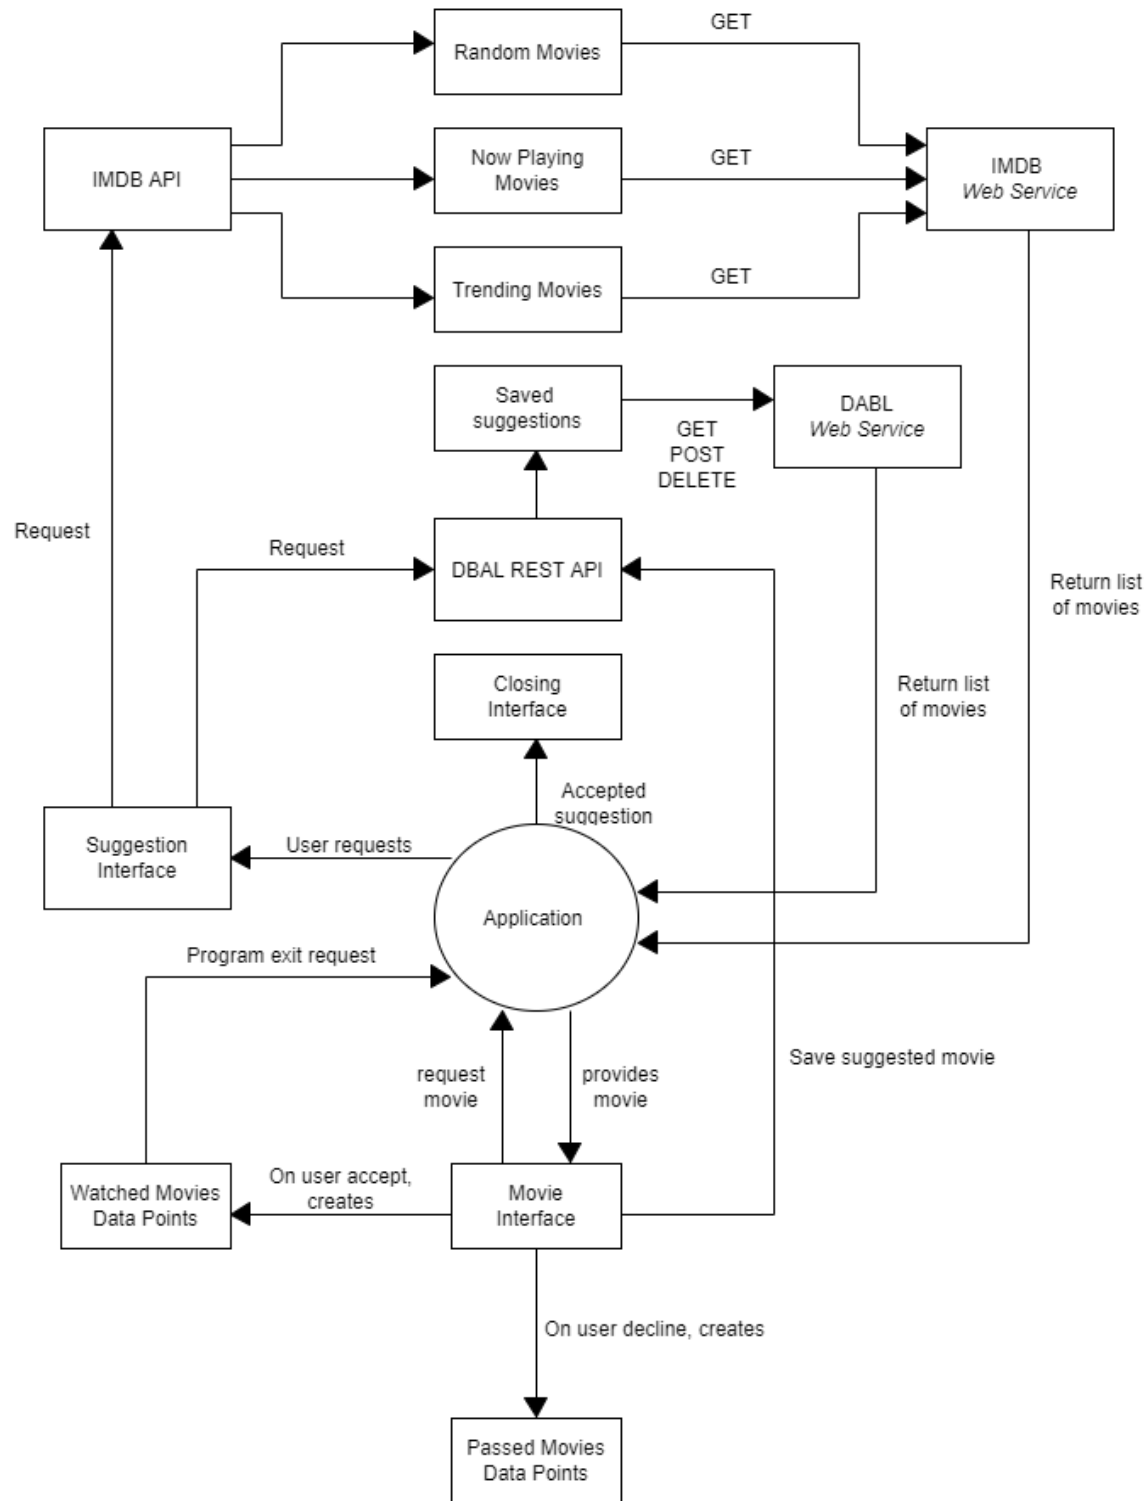 GET
Random Movies
IMDB API
Now Playing
Movies
GET
IMDB
Web Service
GET
Trending Movies
Saved
suggestions
GET
POST
DELETE
DABL
Web Service
Request
Request
DBAL REST API
Return list
of movies
Closing
Interface
Return list
of movies
Accepted
suggestion
Suggestion
Interface
User requests
Application
Program exit request
request
movie
provides
movie
Save suggested movie
Watched Movies
Data Points
On user accept,
creates
Movie
Interface
On user decline, creates
Passed Movies
Data Points